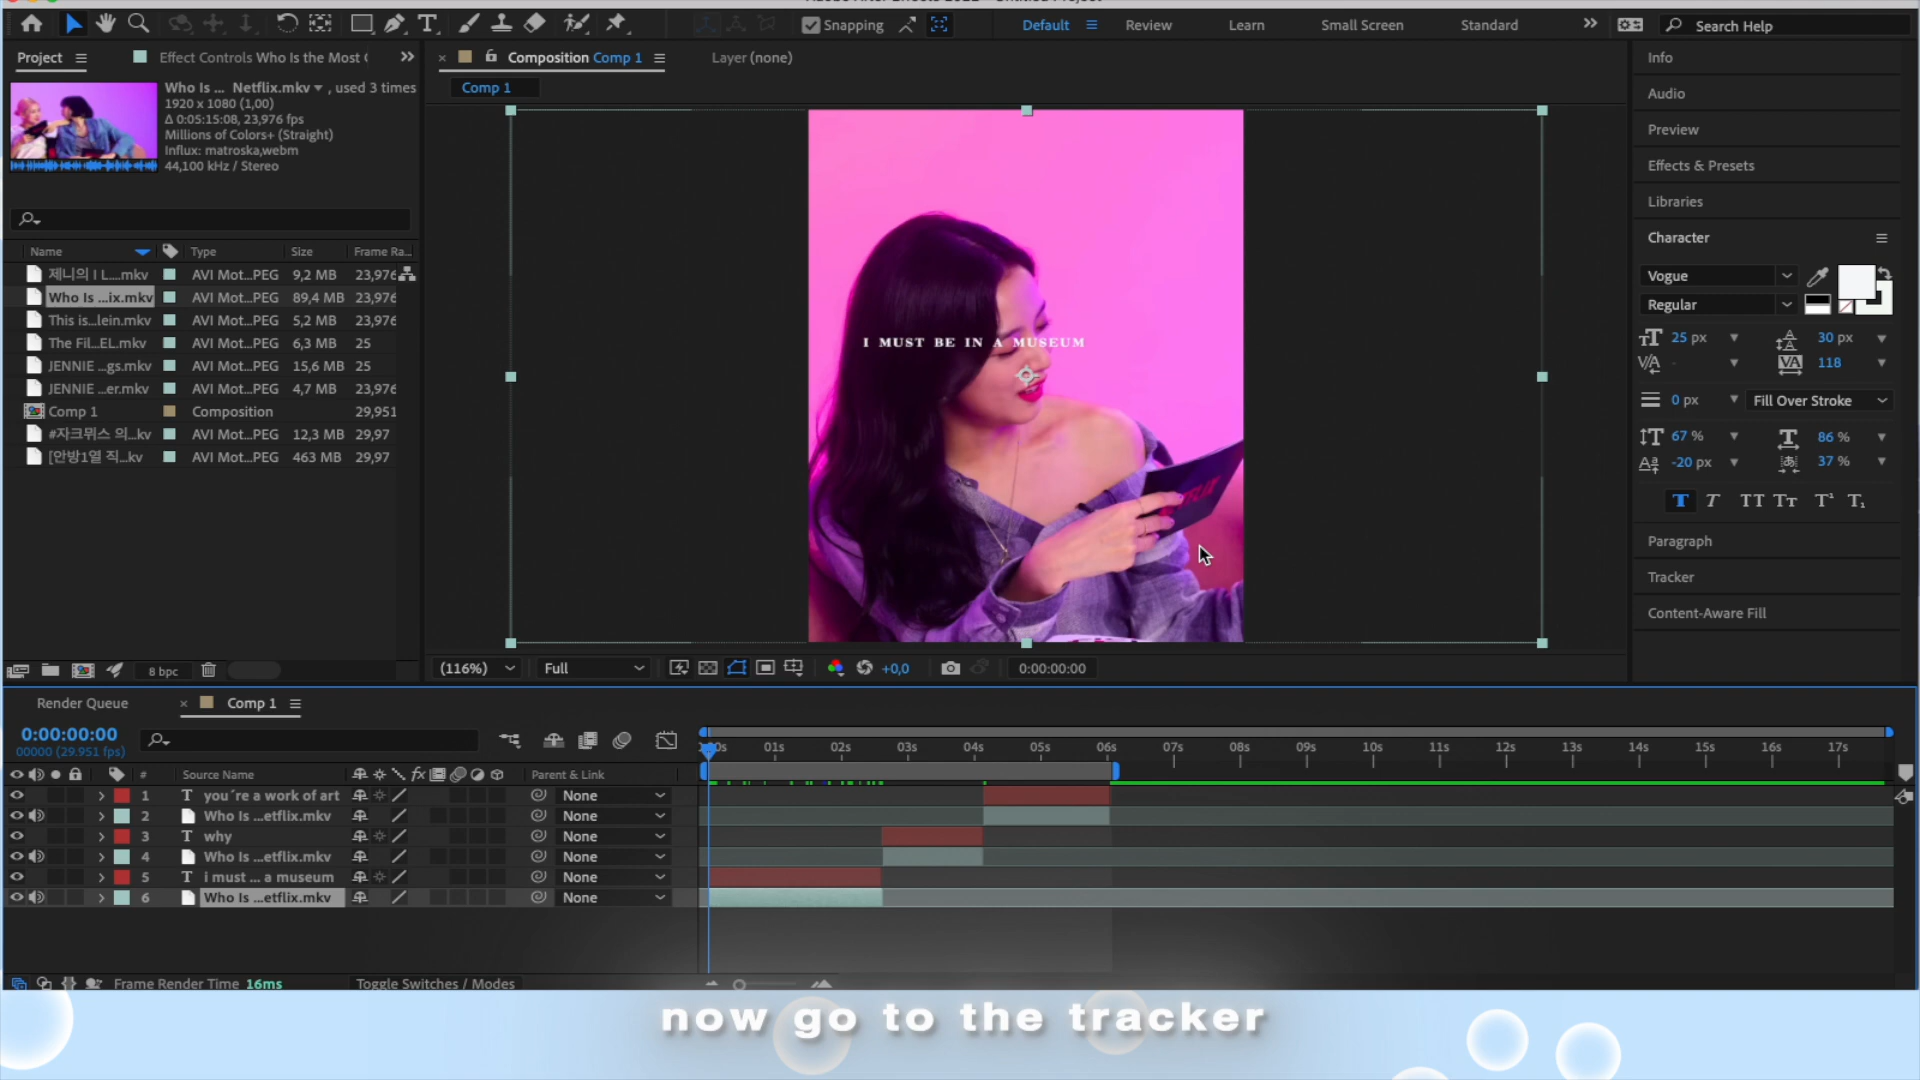 Snapping
Default
Review
Learn
Small Screen
Standard
Search Help
Project
Effect Controls Who Is the Most
Composition Comp 1
Layer (none)
Comp 1
Who Is ... Netflix.mkv , used 3 times
1920 x 1080 (1,00)
Δ 0:05:15:08, 23,976 fps
Millions of Colors+ (Straight)
Influx: matroska,webm
44,100 kHz / Stereo
Name Type Size Frame Ra...
제니의 I L....mkv AVI Mot...PEG 9,2 MB 23,976
Who Is ...ix.mkv AVI Mot...PEG 89,4 MB 23,976
This is...lein.mkv AVI Mot...PEG 5,2 MB 23,976
The Fil...EL.mkv AVI Mot...PEG 6,3 MB 25
JENNIE ...gs.mkv AVI Mot...PEG 15,6 MB 25
JENNIE ...er.mkv AVI Mot...PEG 4,7 MB 23,976
Comp 1 Composition 29,951
#자크뮈스 의...kv AVI Mot...PEG 12,3 MB 29,97
[안방1열 직...kv AVI Mot...PEG 463 MB 29,97
8 bpc
I MUST BE IN A MUSEUM
(116%)
Full
+0,0
0:00:00:00
Info
Audio
Preview
Effects & Presets
Libraries
Character
Vogue
Regular
25 px
30 px
-
118
0 px
Fill Over Stroke
67 %
86 %
-20 px
37 %
T T TT Tт T¹ T₁
Paragraph
Tracker
Content-Aware Fill
Render Queue
Comp 1
0:00:00:00
00000 (29.951 fps)
01s 02s 03s 04s 05s 06s 07s 08s 09s 10s 11s 12s 13s 14s 15s 16s 17s
# Source Name fx Parent & Link
1 T you´re a work of art None
2 Who Is ...etflix.mkv None
3 T why None
4 Who Is ...etflix.mkv None
5 T i must ... a museum None
6 Who Is ...etflix.mkv None
Frame Render Time 16ms
Toggle Switches / Modes
now go to the tracker